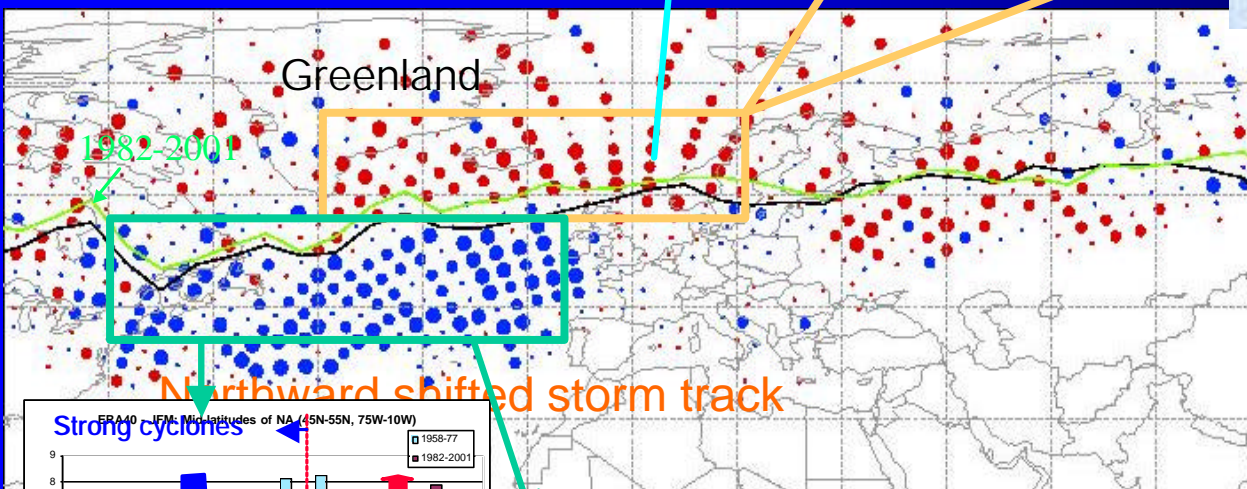 Greenland
1982-2001
Northward shifted storm track
ERA40 - JFM: Mid-latitudes of NA (45N-55N, 75W-10W)
Strong cyclones
1958-77
1982-2001
9
8